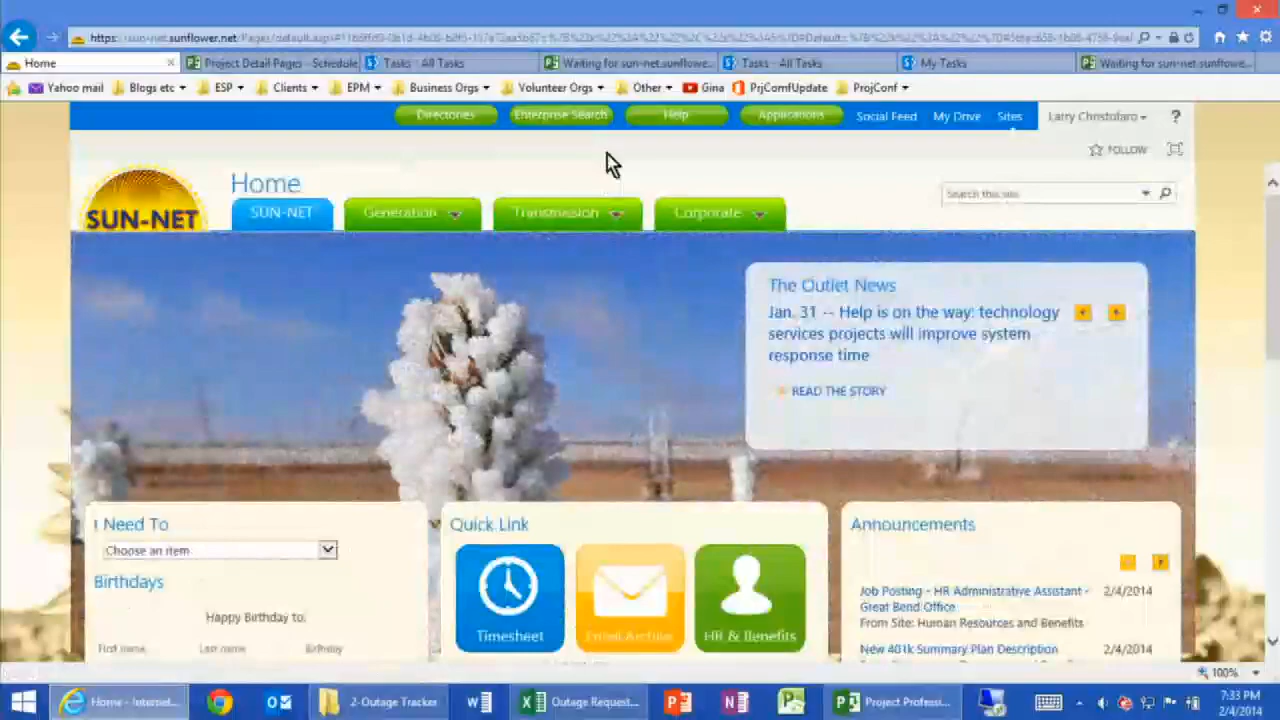 Home
Project Detail Pages - Schedule
Tasks - All Tasks
Waiting for sun-net.sunflowe...
Tasks - All Tasks
My Tasks
Waiting for sun-net.sunflowe...
Yahoo mail
Blogs etc
ESP
Clients
EPM
Business Orgs
Volunteer Orgs
Other
Gina
PrjComfUpdate
ProjConf
Directories
Enterprise Search
Help
Applications
Social Feed
My Drive
Sites
Larry Christofaro
?
FOLLOW
Home
Search this site
SUN-NET
SUN-NET
Generation
Transmission
Corporate
The Outlet News
Jan. 31 -- Help is on the way: technology
services projects will improve system
response time
READ THE STORY
I Need To
Choose an item
Birthdays
Happy Birthday to:
First name
Last name
Birthday
Quick Link
Timesheet
Email Archive
HR & Benefits
Announcements
Job Posting - HR Administrative Assistant -
Great Bend Office
2/4/2014
From Site: Human Resources and Benefits
New 401k Summary Plan Description
2/4/2014
100%
Home - Internet...
2-Outage Tracker
Outage Request...
Project Professi...
7:33 PM
2/4/2014